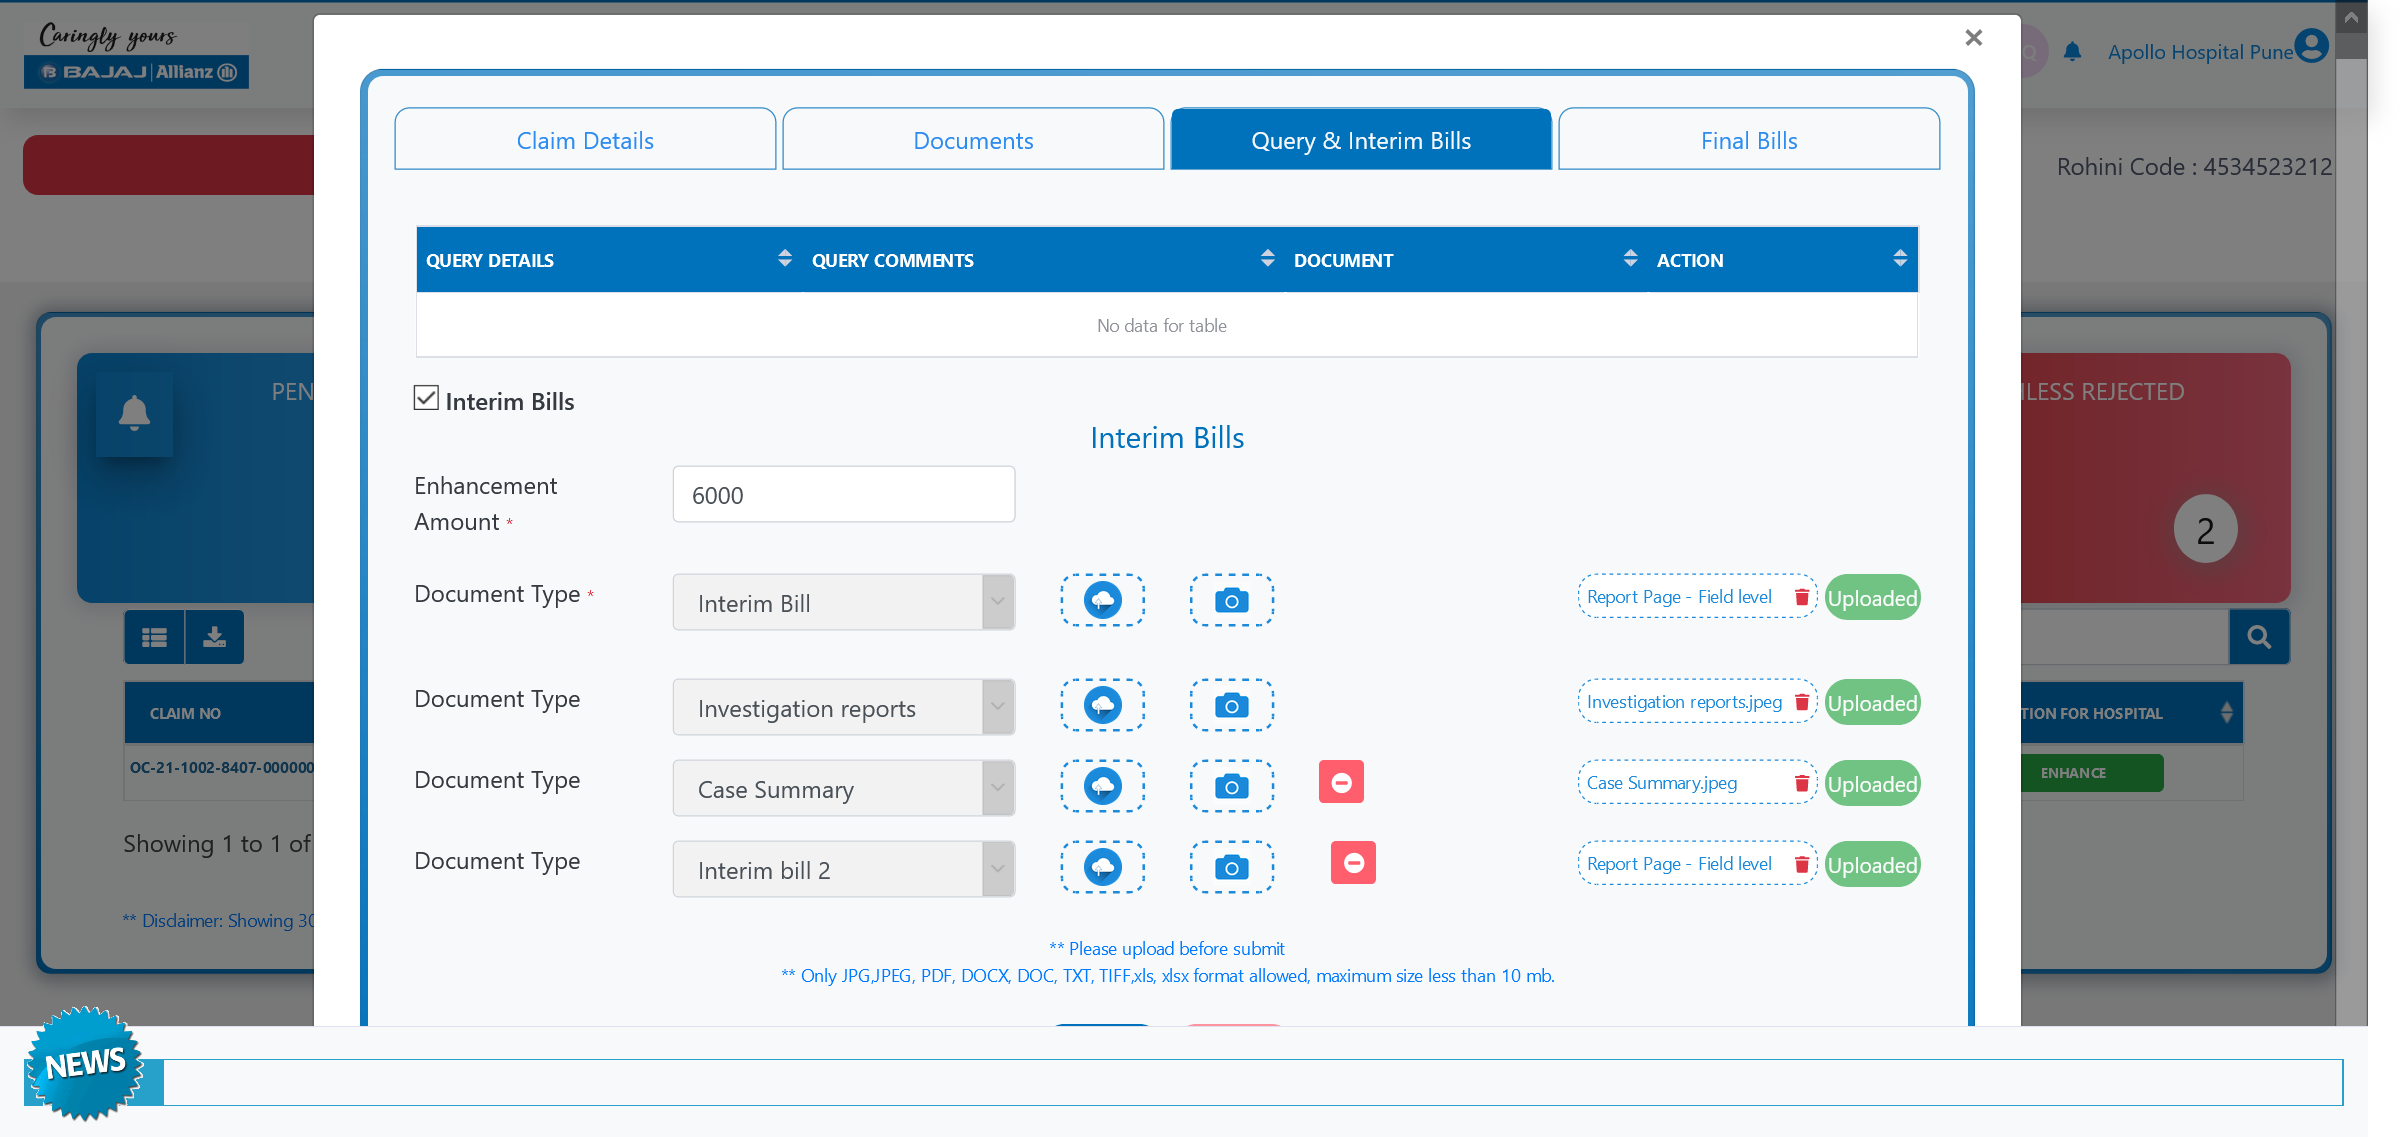 Caringly yours
BAJAJ | Allianz
Q
Apollo Hospital Pune
×
Claim Details
Documents
Query & Interim Bills
Final Bills
Rohini Code : 4534523212
QUERY DETAILS
QUERY COMMENTS
DOCUMENT
ACTION
No data for table
PEN
LESS REJECTED
2
Interim Bills
Interim Bills
Enhancement
Amount *
6000
Document Type *
Interim Bill
Report Page - Field level
Uploaded
Document Type
Investigation reports
Investigation reports.jpeg
Uploaded
CLAIM NO
TION FOR HOSPITAL
Document Type
Case Summary
Case Summary.jpeg
Uploaded
OC-21-1002-8407-000000
ENHANCE
Document Type
Interim bill 2
Report Page - Field level
Uploaded
Showing 1 to 1 of
** Disclaimer: Showing 30
** Please upload before submit
** Only JPG,JPEG, PDF, DOCX, DOC, TXT, TIFF,xls, xlsx format allowed, maximum size less than 10 mb.
NEWS